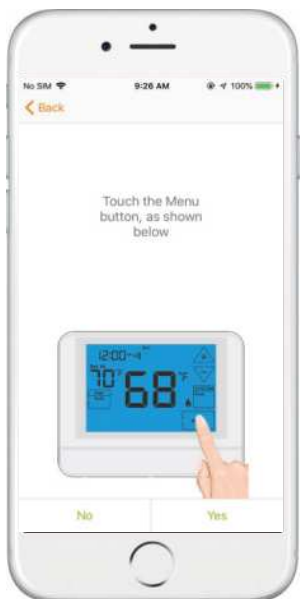 No SIM 9:26 AM 100%
Back
Touch the Menu
button, as shown
below
12:00
70°F
68 °F
No Yes